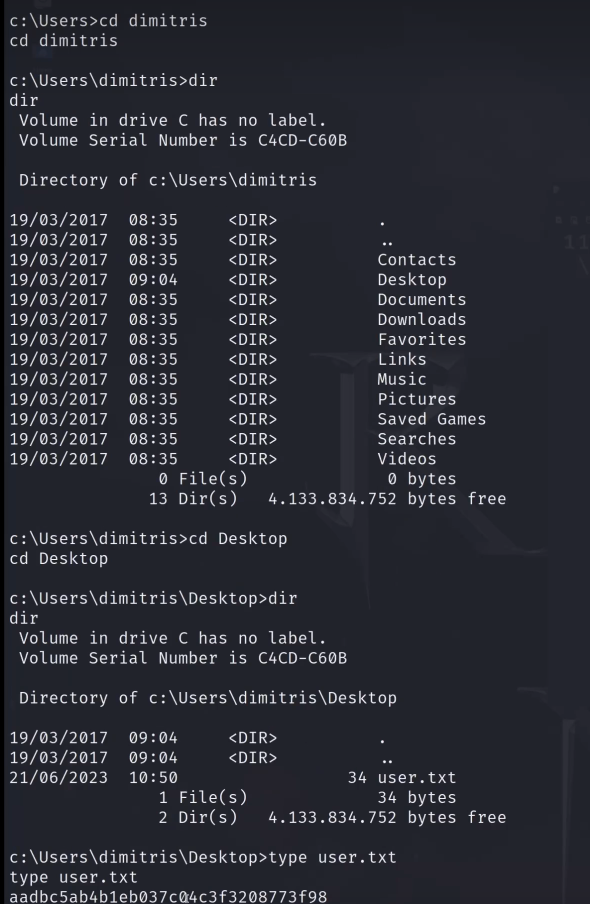 c:\Users>cd dimitris
cd dimitris
c:\Users\dimitris>dir
dir
Volume in drive C has no label.
Volume Serial Number is C4CD-C60B
Directory of c:\Users\dimitris
19/03/2017 08:35 <DIR> .
19/03/2017 08:35 <DIR> ..
19/03/2017 08:35 <DIR> Contacts
19/03/2017 09:04 <DIR> Desktop
19/03/2017 08:35 <DIR> Documents
19/03/2017 08:35 <DIR> Downloads
19/03/2017 08:35 <DIR> Favorites
19/03/2017 08:35 <DIR> Links
19/03/2017 08:35 <DIR> Music
19/03/2017 08:35 <DIR> Pictures
19/03/2017 08:35 <DIR> Saved Games
19/03/2017 08:35 <DIR> Searches
19/03/2017 08:35 <DIR> Videos
0 File(s) 0 bytes
13 Dir(s) 4.133.834.752 bytes free
c:\Users\dimitris>cd Desktop
cd Desktop
c:\Users\dimitris\Desktop>dir
dir
Volume in drive C has no label.
Volume Serial Number is C4CD-C60B
Directory of c:\Users\dimitris\Desktop
19/03/2017 09:04 <DIR> .
19/03/2017 09:04 <DIR> ..
21/06/2023 10:50 34 user.txt
1 File(s) 34 bytes
2 Dir(s) 4.133.834.752 bytes free
c:\Users\dimitris\Desktop>type user.txt
type user.txt